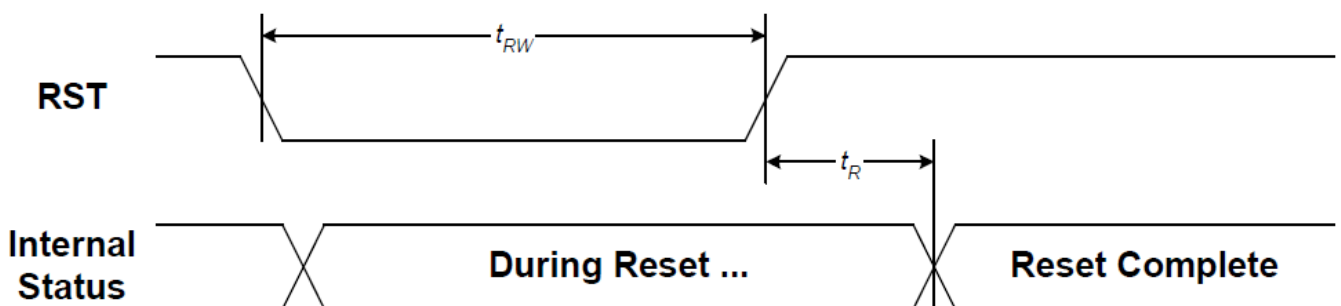 t_RW
RST
t_R
Internal
Status
During Reset ...
Reset Complete